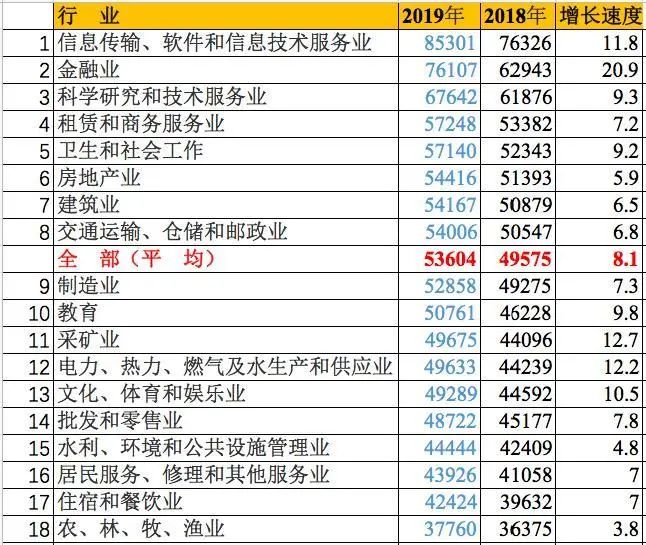 行 业 2019年 2018年 增长速度
1 信息传输、软件和信息技术服务业 85301 76326 11.8
2 金融业 76107 62943 20.9
3 科学研究和技术服务业 67642 61876 9.3
4 租赁和商务服务业 57248 53382 7.2
5 卫生和社会工作 57140 52343 9.2
6 房地产业 54416 51393 5.9
7 建筑业 54167 50879 6.5
8 交通运输、仓储和邮政业 54006 50547 6.8
全 部（平 均） 53604 49575 8.1
9 制造业 52858 49275 7.3
10 教育 50761 46228 9.8
11 采矿业 49675 44096 12.7
12 电力、热力、燃气及水生产和供应业 49633 44239 12.2
13 文化、体育和娱乐业 49289 44592 10.5
14 批发和零售业 48722 45177 7.8
15 水利、环境和公共设施管理业 44444 42409 4.8
16 居民服务、修理和其他服务业 43926 41058 7
17 住宿和餐饮业 42424 39632 7
18 农、林、牧、渔业 37760 36375 3.8